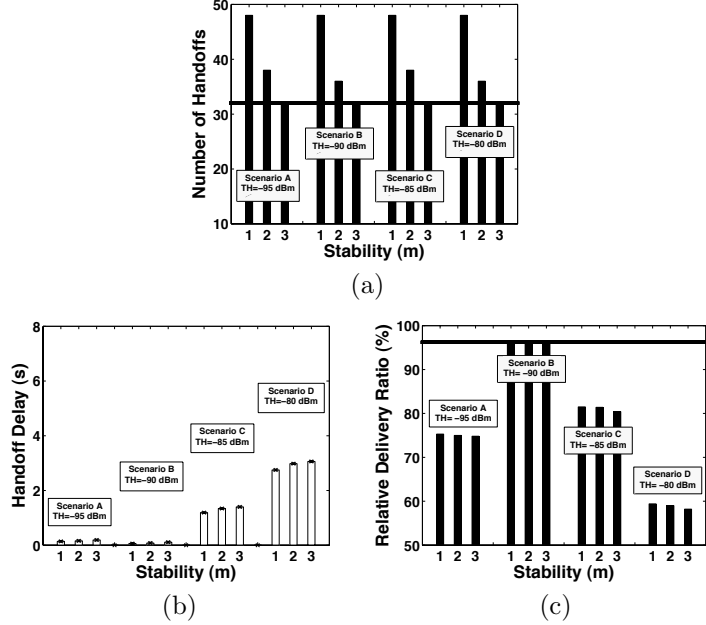 50
40
30
20
10
Number of Handoffs
Scenario A
TH=−95 dBm
Scenario B
TH=−90 dBm
Scenario C
TH=−85 dBm
Scenario D
TH=−80 dBm
1 2 3 1 2 3 1 2 3 1 2 3
Stability (m)
(a)
8
6
4
2
0
Handoff Delay (s)
Scenario A
TH=−95 dBm
Scenario B
TH=−90 dBm
Scenario C
TH=−85 dBm
Scenario D
TH=−80 dBm
1 2 3 1 2 3 1 2 3 1 2 3
Stability (m)
(b)
100
90
80
70
60
50
Relative Delivery Ratio (%)
Scenario A
TH= −95 dBm
Scenario B
TH= −90 dBm
Scenario C
TH= −85 dBm
Scenario D
TH= −80 dBm
1 2 3 1 2 3 1 2 3 1 2 3
Stability (m)
(c)